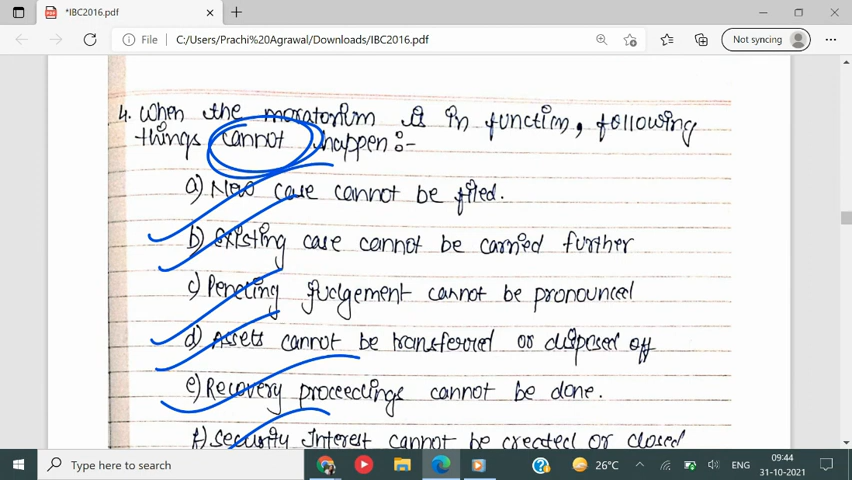 *IBC2016.pdf
File
C:/Users/Prachi%20Agrawal/Downloads/IBC2016.pdf
Not syncing
4. When the moratorium is in function, following
things cannot happen :-
a) New case cannot be filed.
b) Existing case cannot be carried further
c) Pending Judgement cannot be pronounced
d) Assets cannot be transferred or disposed off
e) Recovery proceedings cannot be done.
f) Security Interest cannot be created or closed
Type here to search
26°C
ENG
09:44
31-10-2021